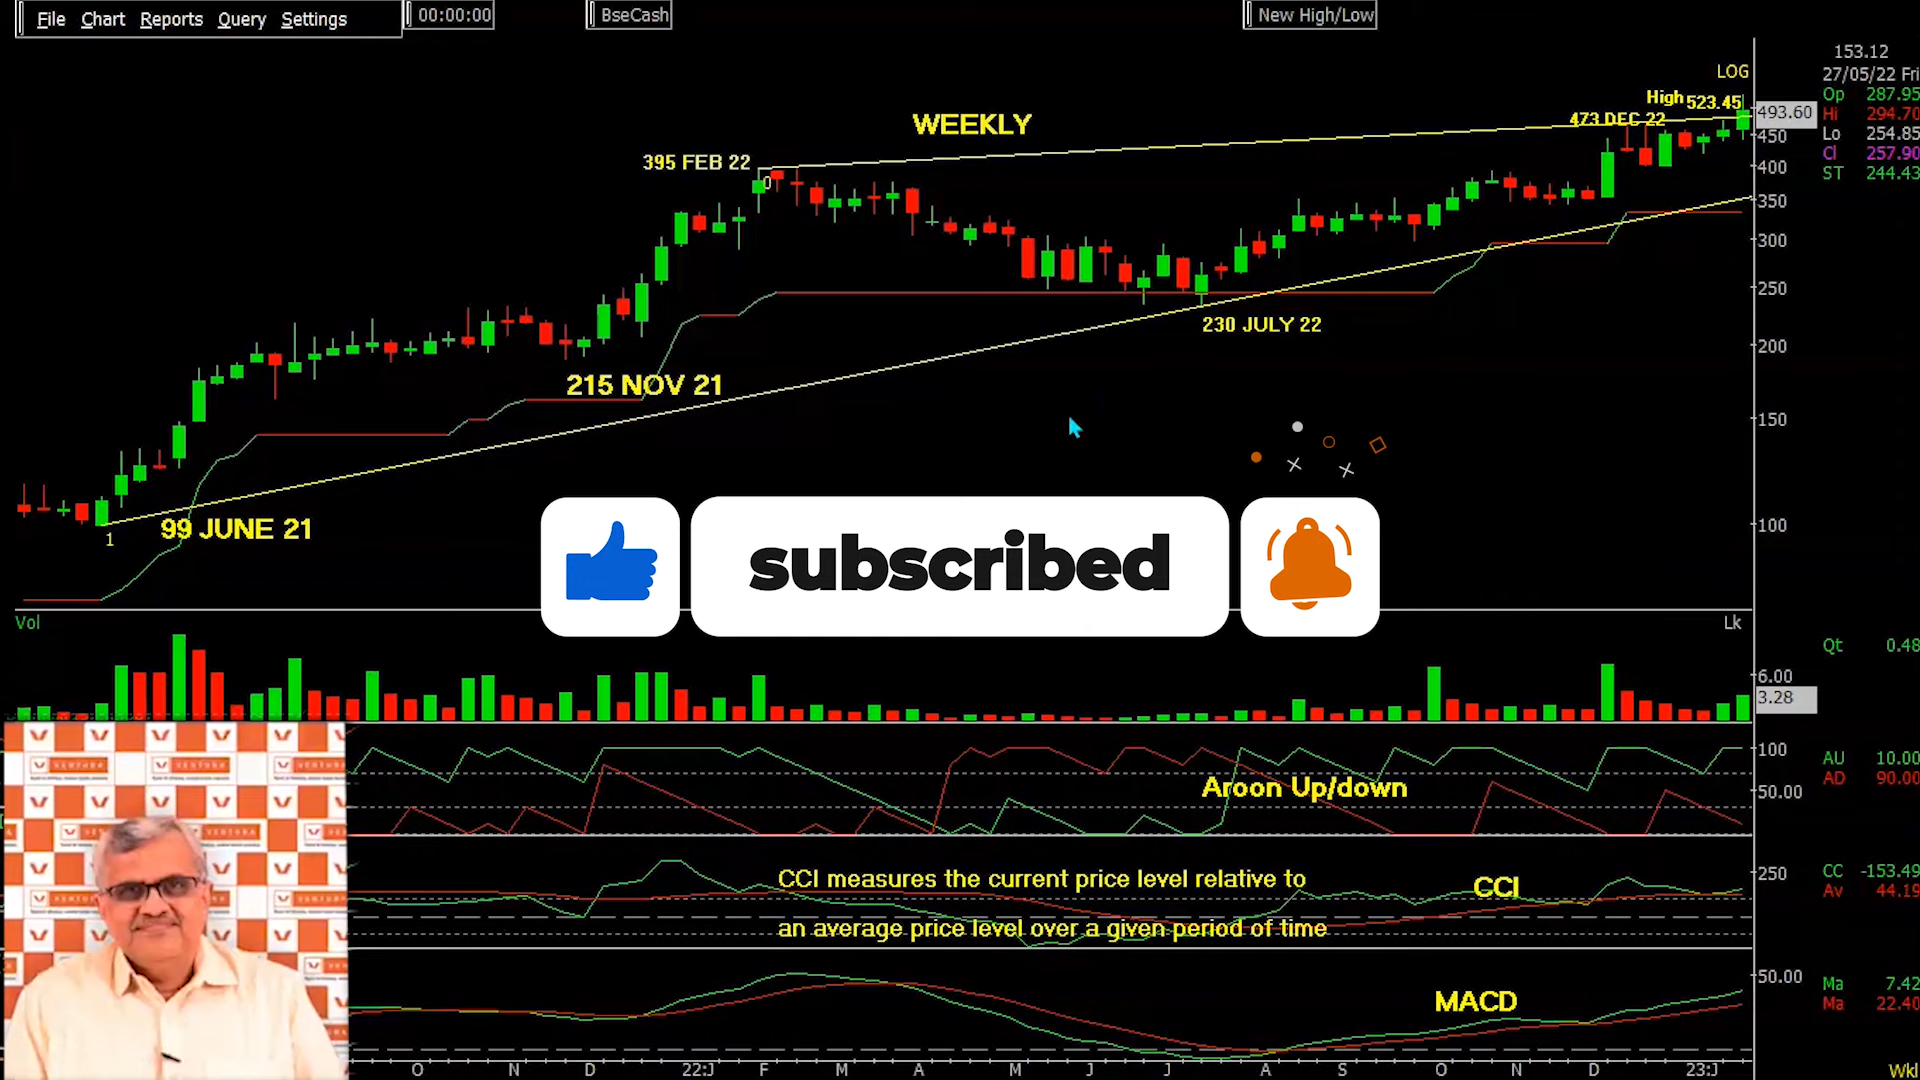 File Chart Reports Query Settings
00:00:00
BseCash
New High/Low
153.12
27/05/22 Fri
Op 287.95
Hi 294.70
Lo 254.85
Cl 257.90
ST 244.43
LOG
High 523.45
473 DEC 22
WEEKLY
395 FEB 22
0
493.60
450
400
350
300
250
200
150
100
230 JULY 22
215 NOV 21
99 JUNE 21
1
subscribed
Vol
Lk
Qt 0.48
6.00
3.28
VENTURA
100
50.00
AU 10.00
AD 90.00
Aroon Up/down
250
CC -153.49
Av 44.19
CCI measures the current price level relative to
CCI
an average price level over a given period of time
50.00
MACD
Ma 7.42
Ma 22.40
O N D 22:J F M A M J J A S O N D 23:J
Wkl